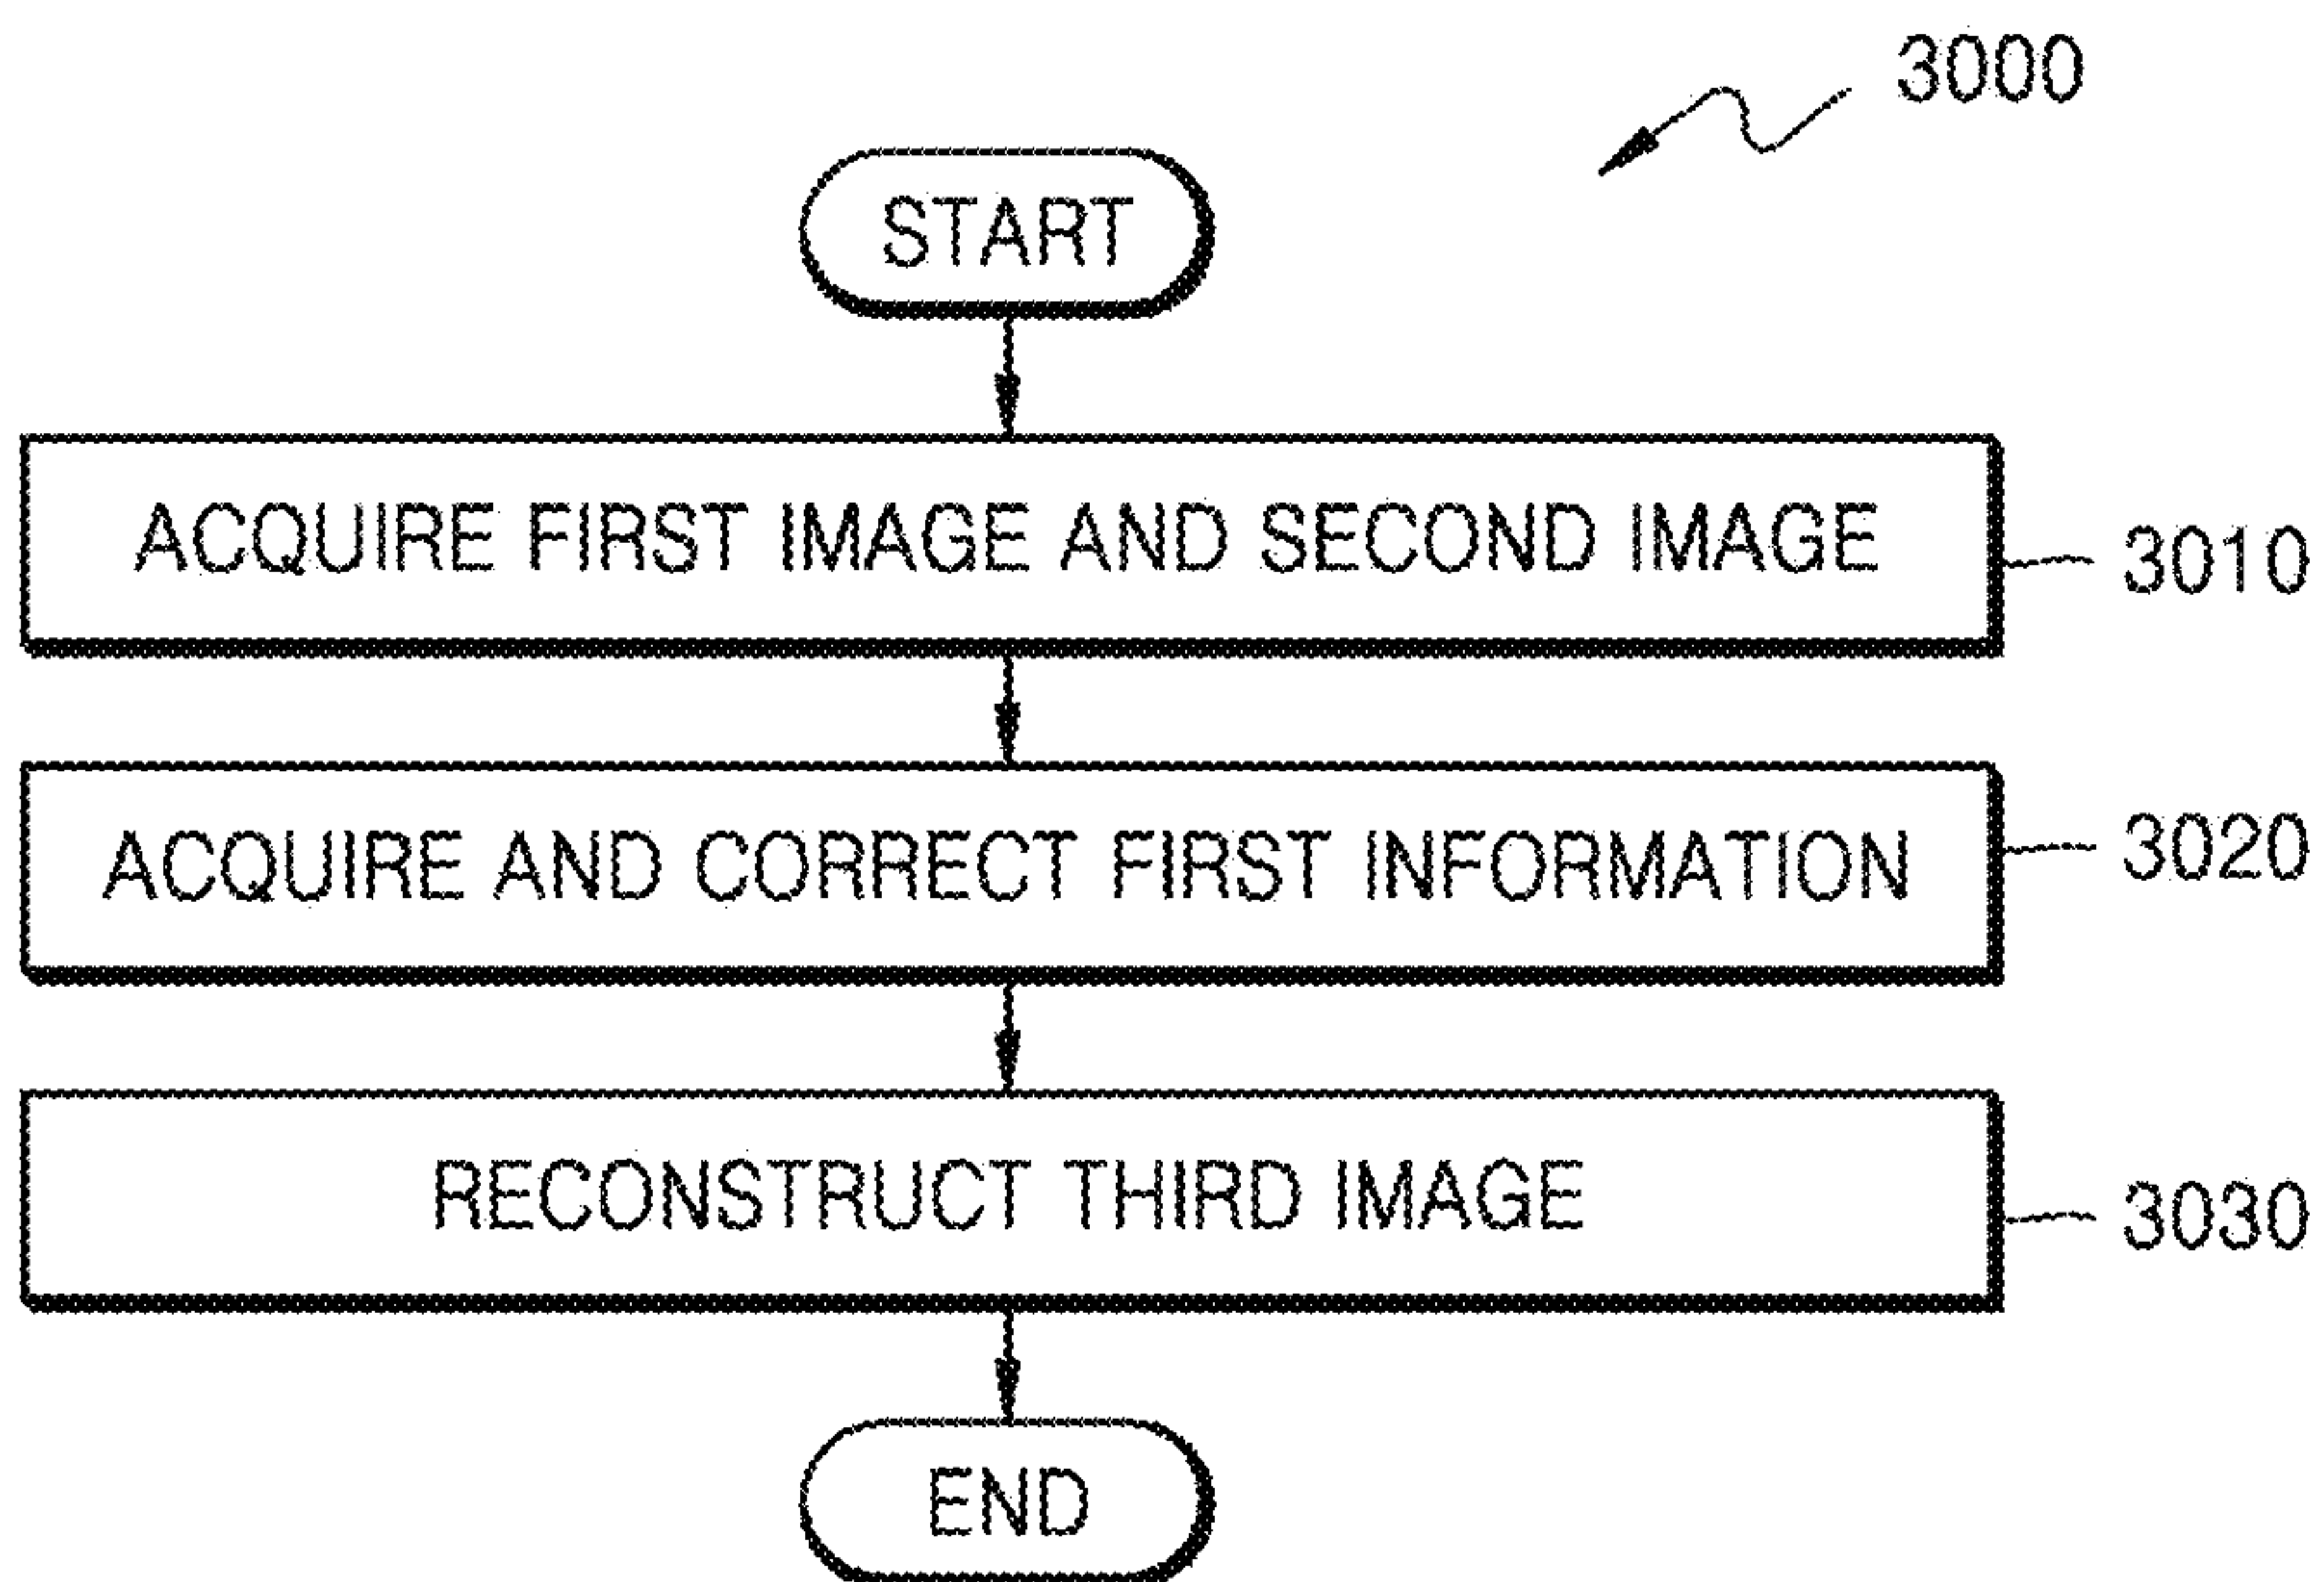 3000
START
ACQUIRE FIRST IMAGE AND SECOND IMAGE
3010
ACQUIRE AND CORRECT FIRST INFORMATION
3020
RECONSTRUCT THIRD IMAGE
3030
END